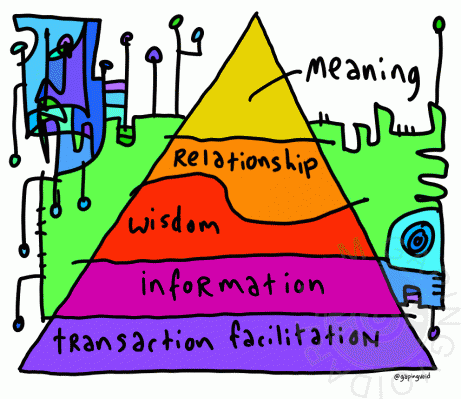 meaning
Relationship
wisdom
infoRmation
tRansaction facilitatioN
@gapingvoid